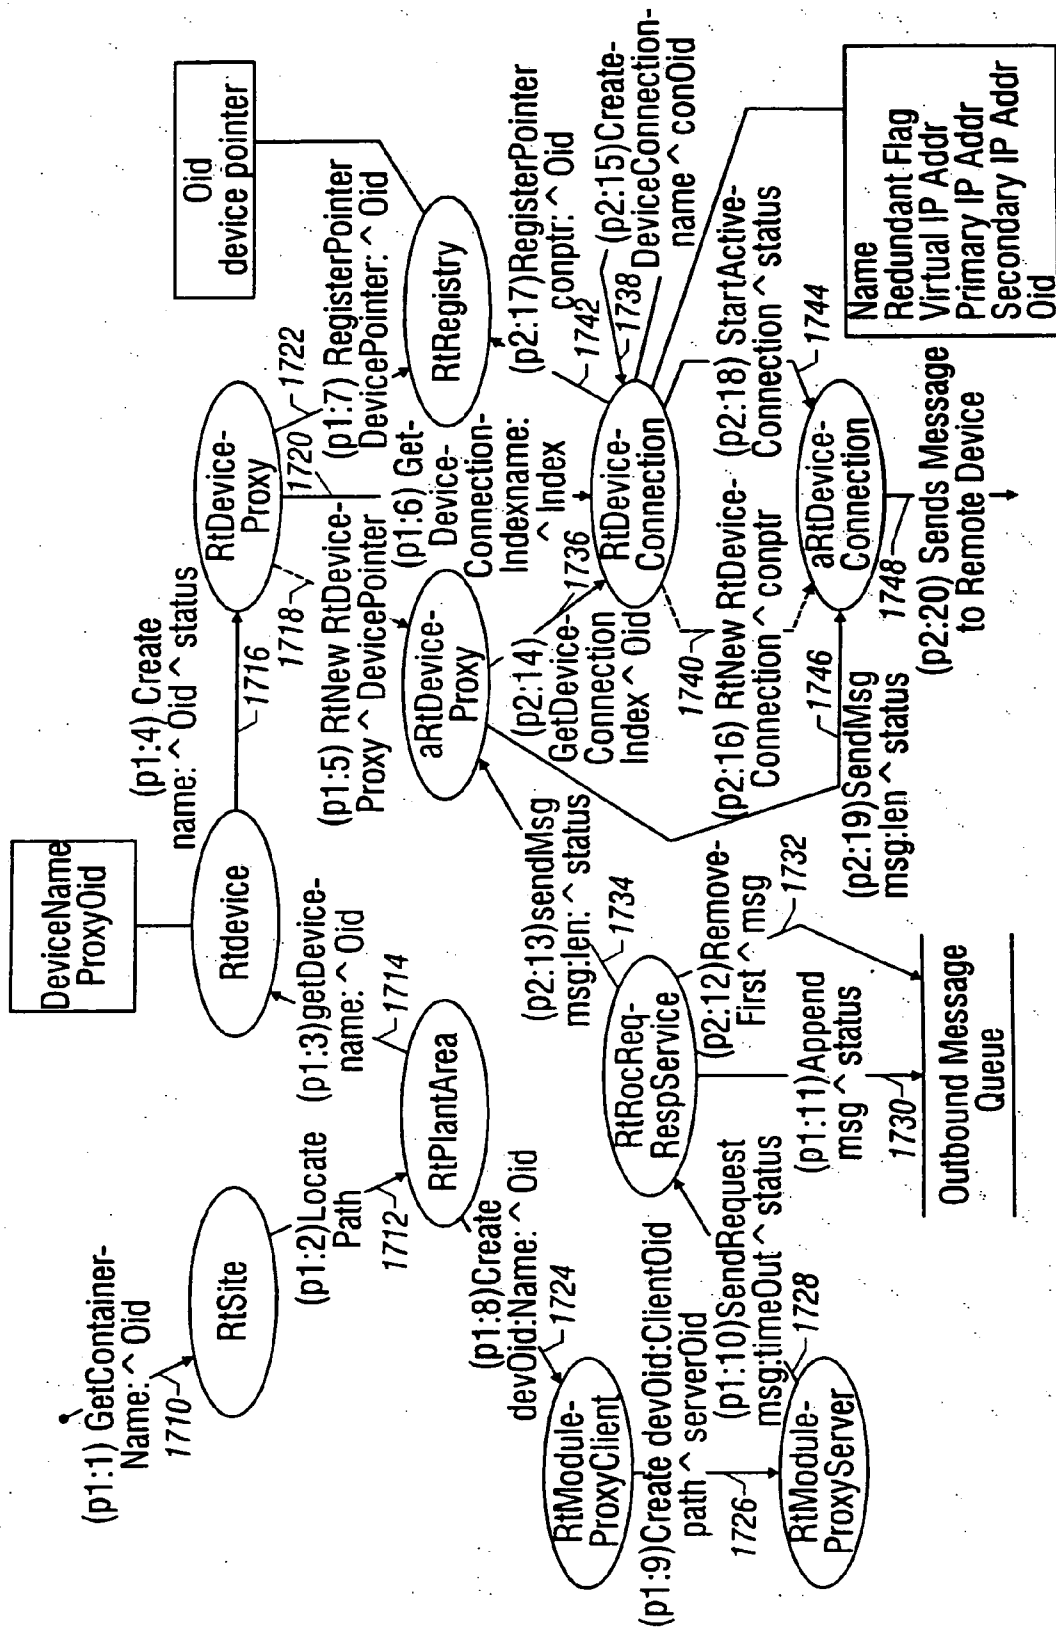 (p1:1) GetContainer-
Name: ^ Oid
1710
RtSite
(p1:2)Locate
Path
1712
RtPlantArea
(p1:3)getDevice-
name: ^ Oid
1714
Rtdevice
DeviceName
ProxyOid
(p1:4) Create
name: ^ Oid ^ status
1716
RtDevice-
Proxy
1718
(p1:5) RtNew RtDevice-
Proxy ^ DevicePointer
1720
(p1:6) Get-
Device-
Connection-
Indexname:
^ Index
1722
(p1:7) RegisterPointer
DevicePointer: ^ Oid
RtRegistry
Oid
device pointer
(p1:8)Create
devOid:Name: ^ Oid
1724
RtModule-
ProxyClient
(p1:9)Create devOid:ClientOid
path ^ serverOid
1726
RtModule-
ProxyServer
(p1:10)SendRequest
msg:timeOut ^ status
1728
RtRocReq-
RespService
(p1:11)Append
msg ^ status
1730
Outbound Message
Queue
(p2:12)Remove-
First ^ msg
1732
(p2:13)sendMsg
msg:len: ^ status
1734
aRtDevice-
Proxy
(p2:14)
GetDevice-
Connection
Index ^ Oid
1736
RtDevice-
Connection
(p2:15)Create-
DeviceConnection-
name ^ conOid
1738
(p2:16) RtNew RtDevice-
Connection ^ conptr
1740
(p2:17)RegisterPointer
conptr: ^ Oid
1742
(p2:18) StartActive-
Connection ^ status
1744
aRtDevice-
Connection
(p2:19)SendMsg
msg:len ^ status
1746
1748
(p2:20) Sends Message
to Remote Device
Name
Redundant Flag
Virtual IP Addr
Primary IP Addr
Secondary IP Addr
Oid